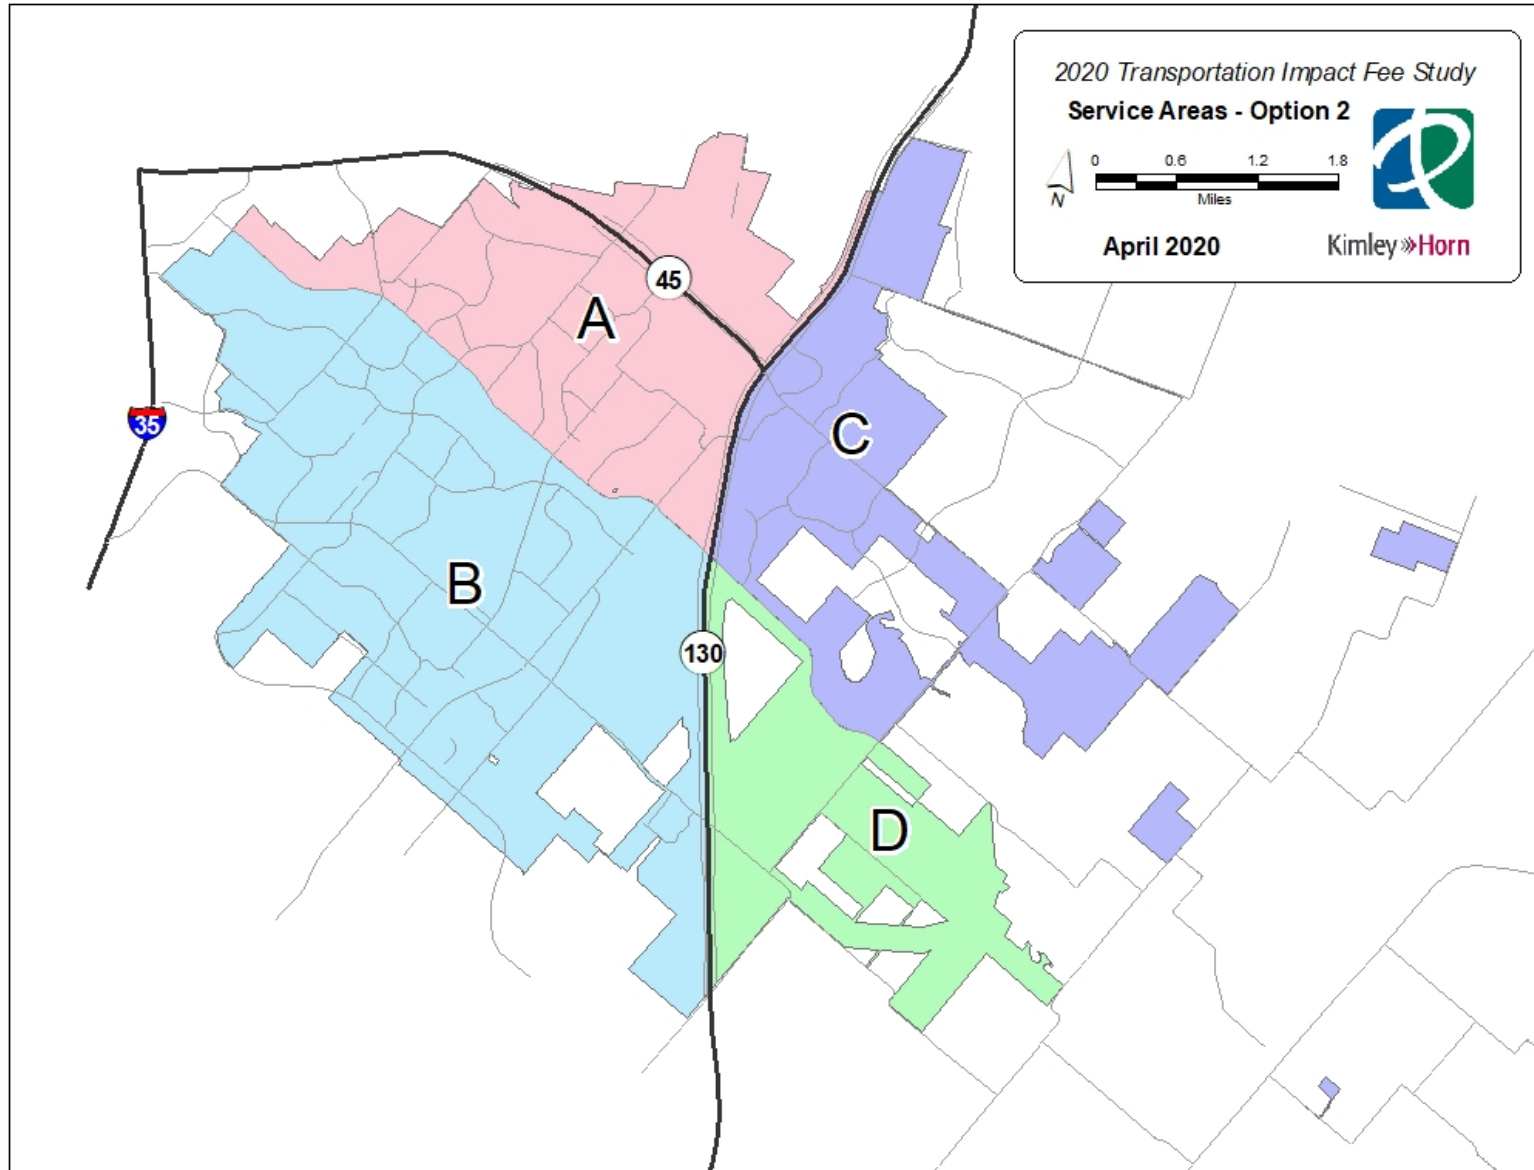 2020 Transportation Impact Fee Study
Service Areas - Option 2
0 0.6 1.2 1.8
Miles
N
April 2020
Kimley»Horn
45
A
35
C
B
130
D